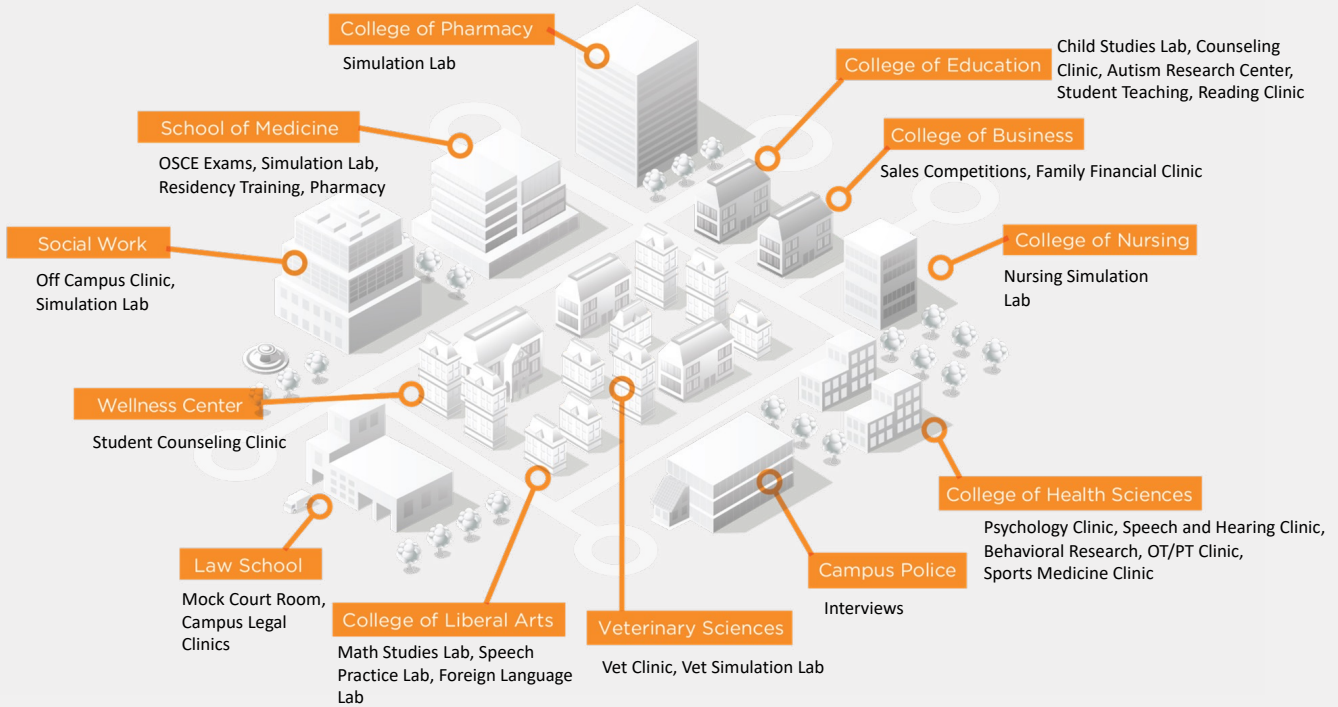 College of Pharmacy
Simulation Lab
College of Education
Child Studies Lab, Counseling
Clinic, Autism Research Center,
Student Teaching, Reading Clinic
School of Medicine
OSCE Exams, Simulation Lab,
Residency Training, Pharmacy
College of Business
Sales Competitions, Family Financial Clinic
Social Work
Off Campus Clinic,
Simulation Lab
College of Nursing
Nursing Simulation
Lab
Wellness Center
Student Counseling Clinic
College of Health Sciences
Psychology Clinic, Speech and Hearing Clinic,
Behavioral Research, OT/PT Clinic,
Sports Medicine Clinic
Law School
Mock Court Room,
Campus Legal
Clinics
College of Liberal Arts
Math Studies Lab, Speech
Practice Lab, Foreign Language
Lab
Veterinary Sciences
Vet Clinic, Vet Simulation Lab
Campus Police
Interviews